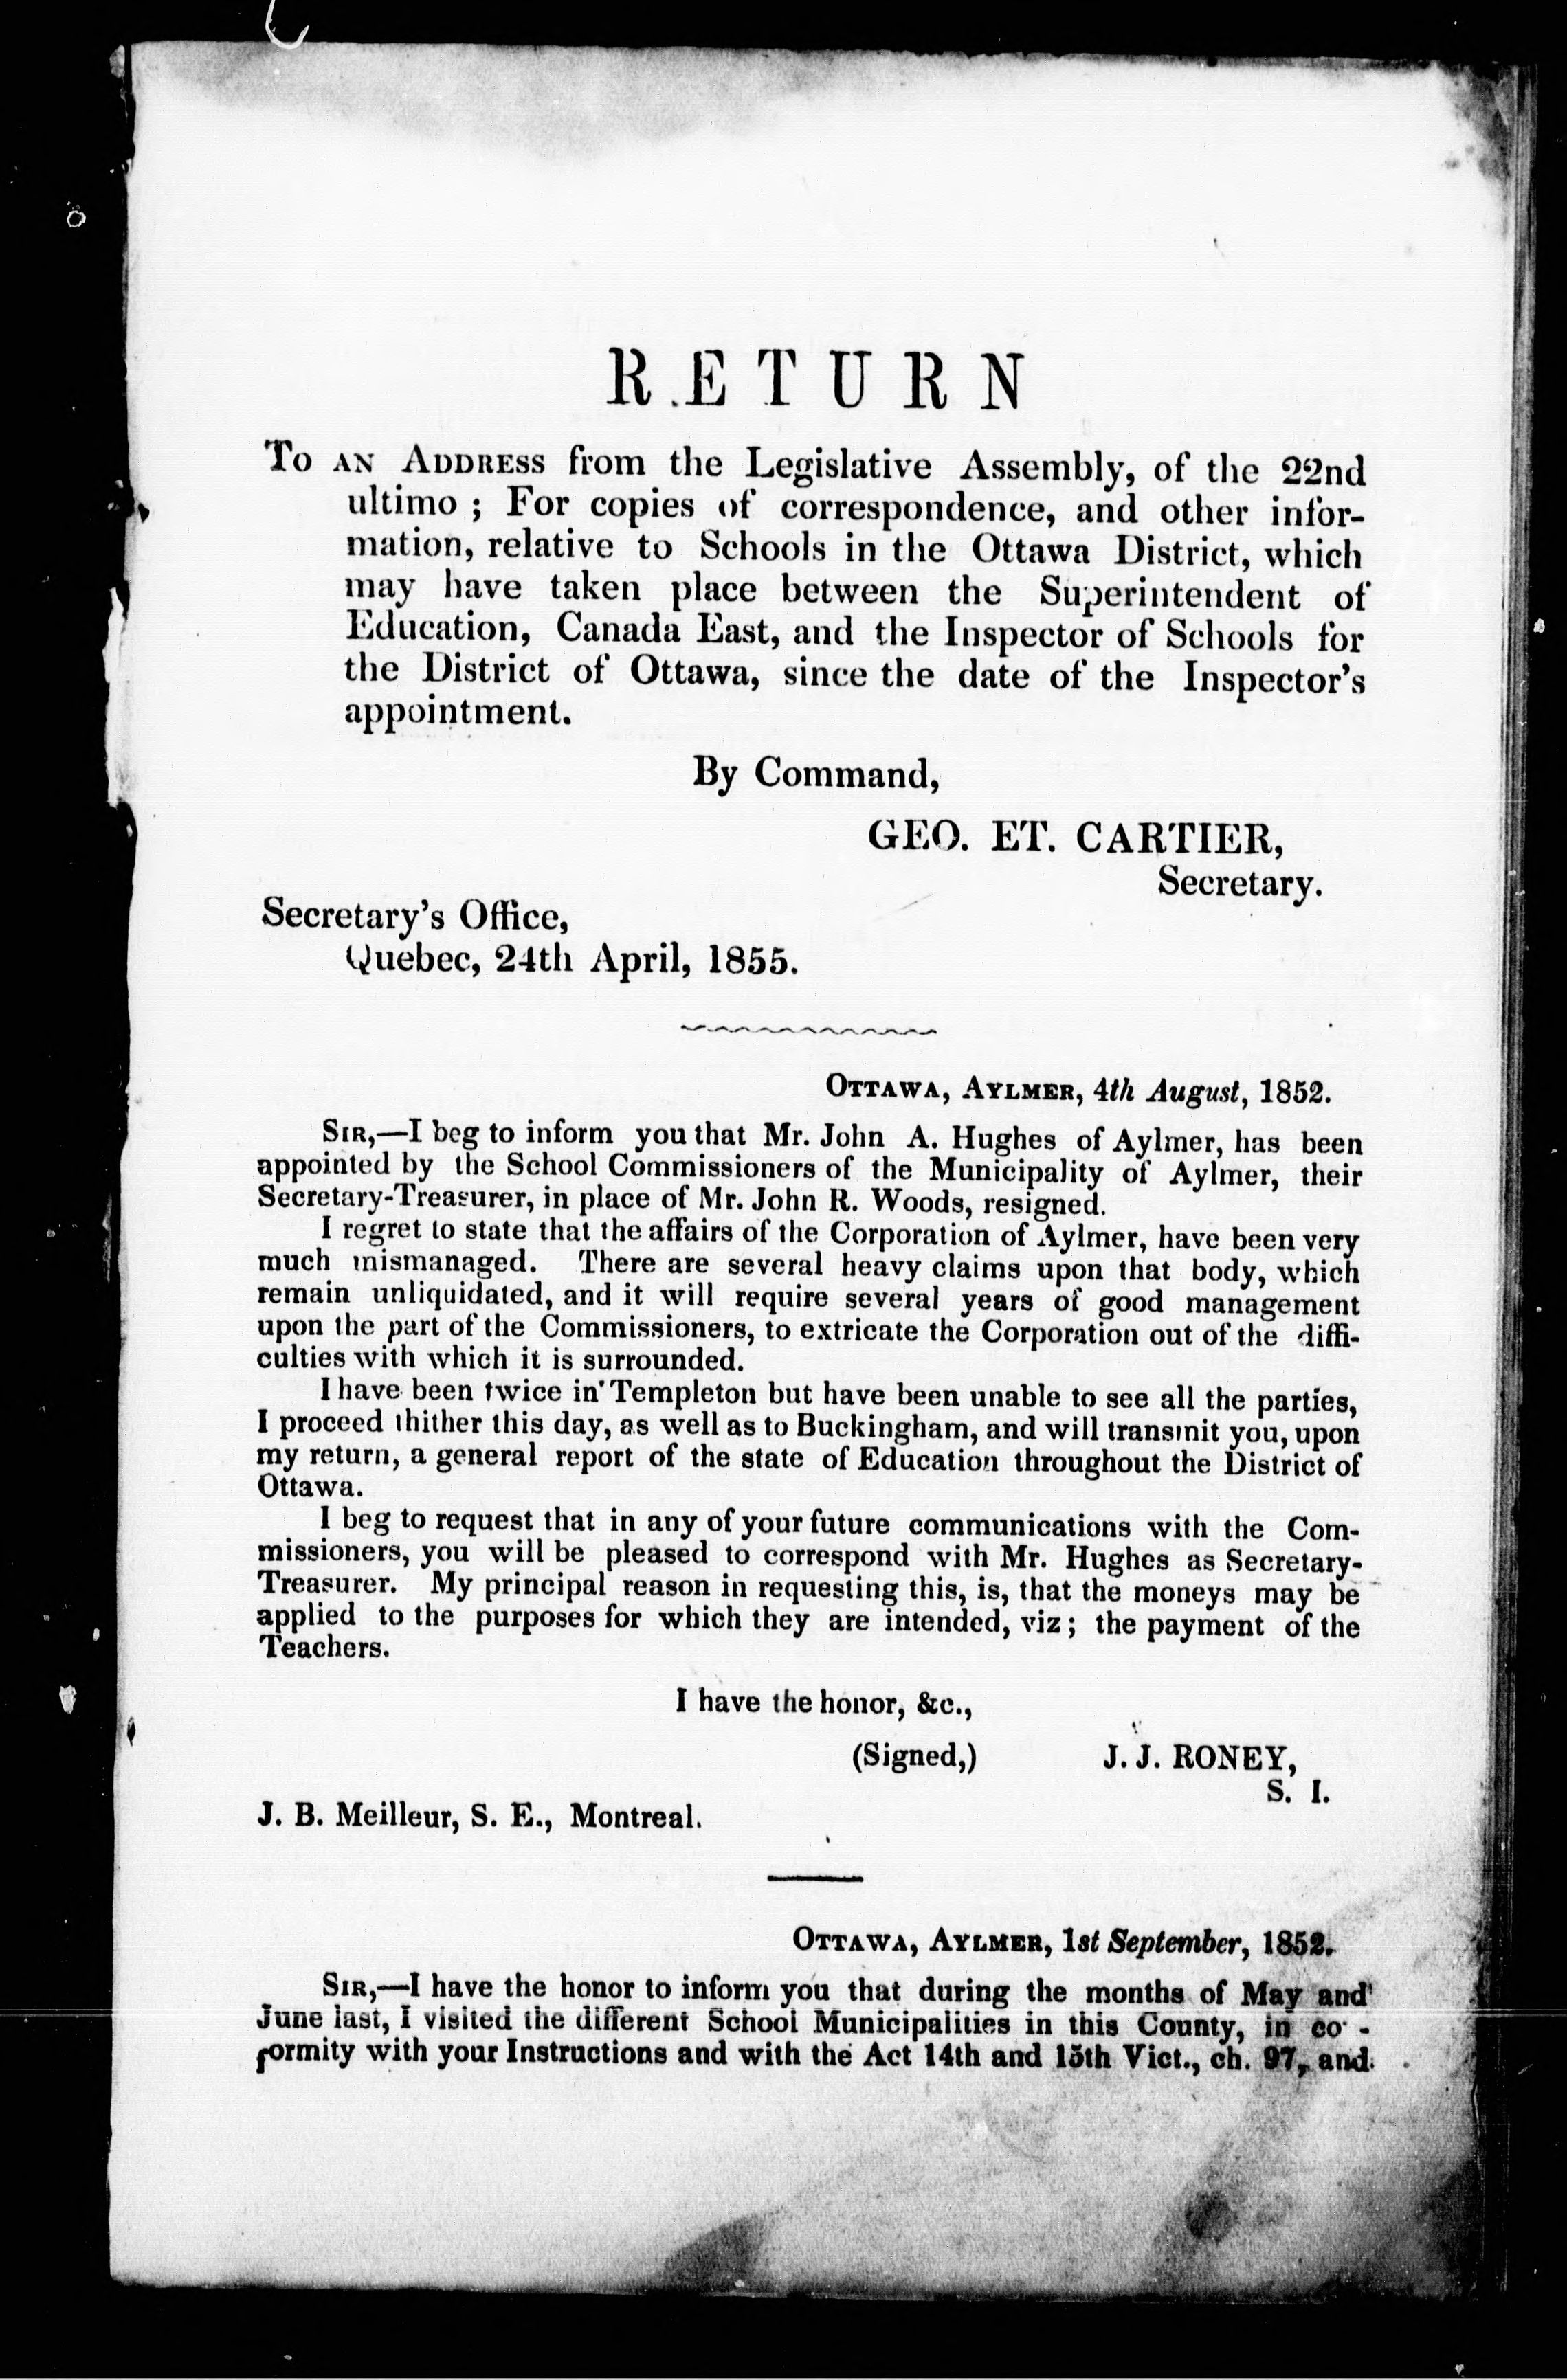 RETURN
To an Address from the Legislative Assembly, of the 22nd
ultimo ; For copies of correspondence, and other infor-
mation, relative to Schools in the Ottawa District, which
may have taken place between the Superintendent of
Education, Canada East, and the Inspector of Schools for
the District of Ottawa, since the date of the Inspector's
appointment.
By Command,
GEO. ET. CARTIER,
Secretary.
Secretary's Office,
Quebec, 24th April, 1855.
Ottawa, Aylmer, 4th August, 1852.
Sir,—I beg to inform you that Mr. John A. Hughes of Aylmer, has been
appointed by the School Commissioners of the Municipality of Aylmer, their
Secretary-Treasurer, in place of Mr. John R. Woods, resigned.
I regret to state that the affairs of the Corporation of Aylmer, have been very
much mismanaged. There are several heavy claims upon that body, which
remain unliquidated, and it will require several years of good management
upon the part of the Commissioners, to extricate the Corporation out of the diffi-
culties with which it is surrounded.
I have been twice in Templeton but have been unable to see all the parties,
I proceed thither this day, as well as to Buckingham, and will transmit you, upon
my return, a general report of the state of Education throughout the District of
Ottawa.
I beg to request that in any of your future communications with the Com-
missioners, you will be pleased to correspond with Mr. Hughes as Secretary-
Treasurer. My principal reason in requesting this, is, that the moneys may be
applied to the purposes for which they are intended, viz ; the payment of the
Teachers.
I have the honor, &c.,
(Signed,) J. J. RONEY,
S. I.
J. B. Meilleur, S. E., Montreal.
Ottawa, Aylmer, 1st September, 1852.
Sir,—I have the honor to inform you that during the months of May and
June last, I visited the different School Municipalities in this County, in co -
formity with your Instructions and with the Act 14th and 15th Vict., ch. 97, and